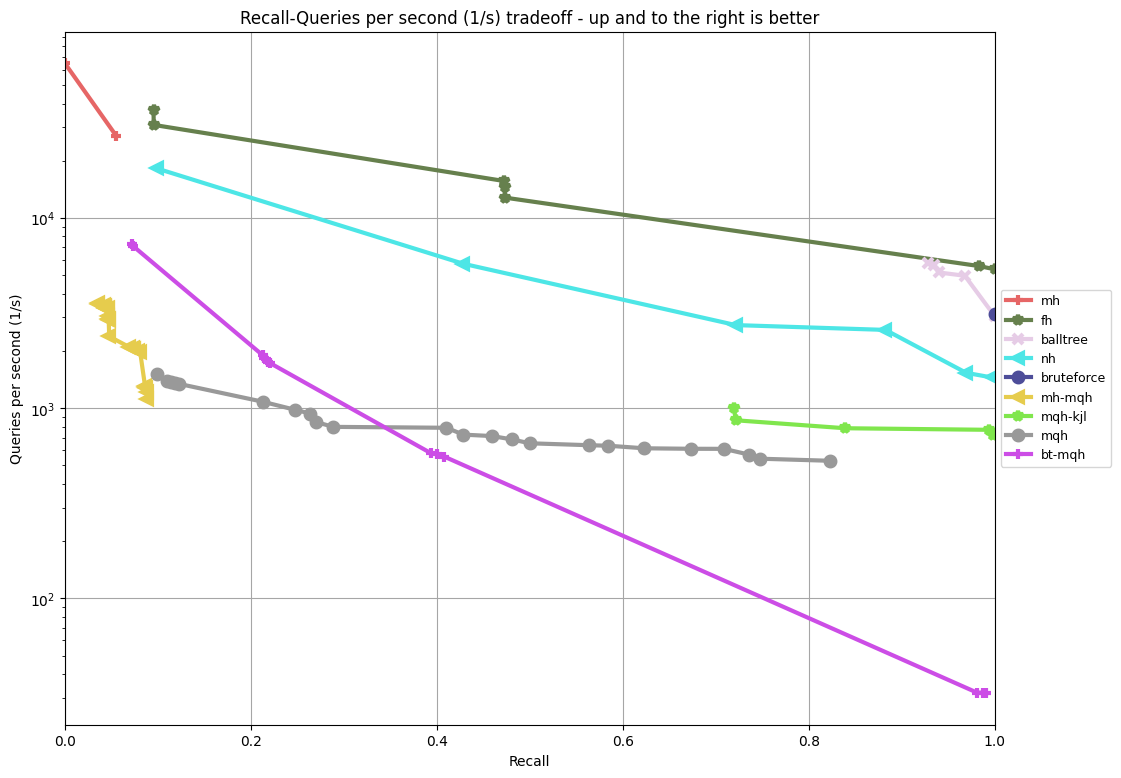 Recall-Queries per second (1/s) tradeoff - up and to the right is better
Queries per second (1/s)
10^4
10^3
10^2
0.0 0.2 0.4 0.6 0.8 1.0
Recall
mh
fh
balltree
nh
bruteforce
mh-mqh
mqh-kjl
mqh
bt-mqh